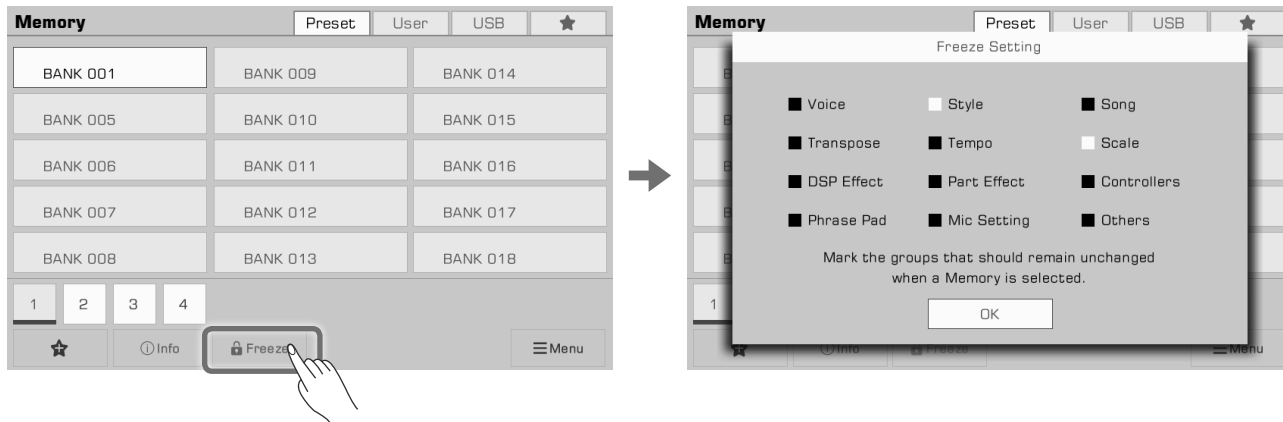 Memory Preset User USB
BANK 001 BANK 009 BANK 014
BANK 005 BANK 010 BANK 015
BANK 006 BANK 011 BANK 016
BANK 007 BANK 012 BANK 017
BANK 008 BANK 013 BANK 018
1 2 3 4
Info Freeze Menu
Memory Preset User USB
Freeze Setting
Voice Style Song
Transpose Tempo Scale
DSP Effect Part Effect Controllers
Phrase Pad Mic Setting Others
Mark the groups that should remain unchanged
when a Memory is selected.
OK
1
Info Freeze Menu